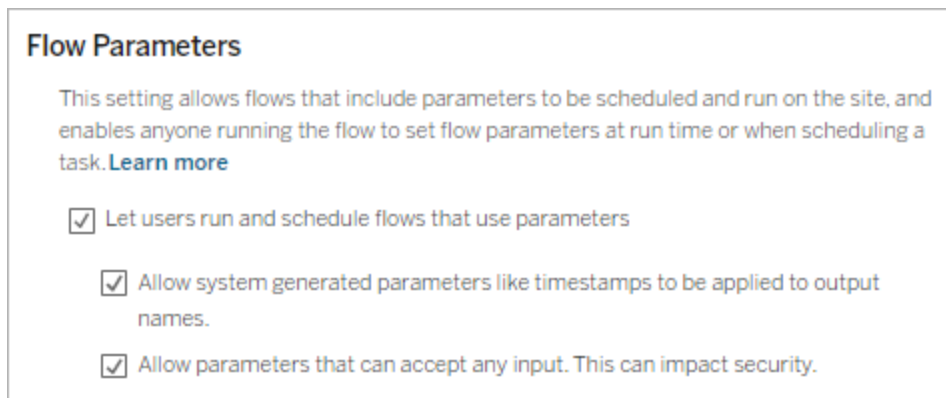 Flow Parameters
This setting allows flows that include parameters to be scheduled and run on the site, and
enables anyone running the flow to set flow parameters at run time or when scheduling a
task. Learn more
Let users run and schedule flows that use parameters
Allow system generated parameters like timestamps to be applied to output
names.
Allow parameters that can accept any input. This can impact security.